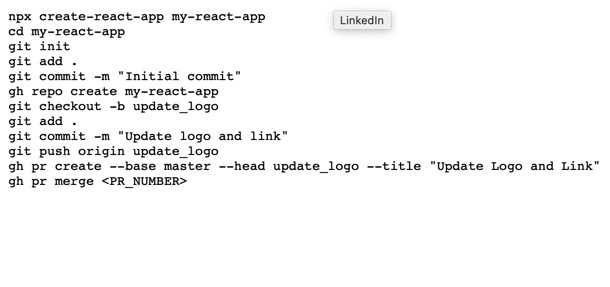 npx create-react-app my-react-app
LinkedIn
cd my-react-app
git init
git add .
git commit -m "Initial commit"
gh repo create my-react-app
git checkout -b update_logo
git add .
git commit -m "Update logo and link"
git push origin update_logo
gh pr create --base master --head update_logo --title "Update Logo and Link"
gh pr merge <PR_NUMBER>